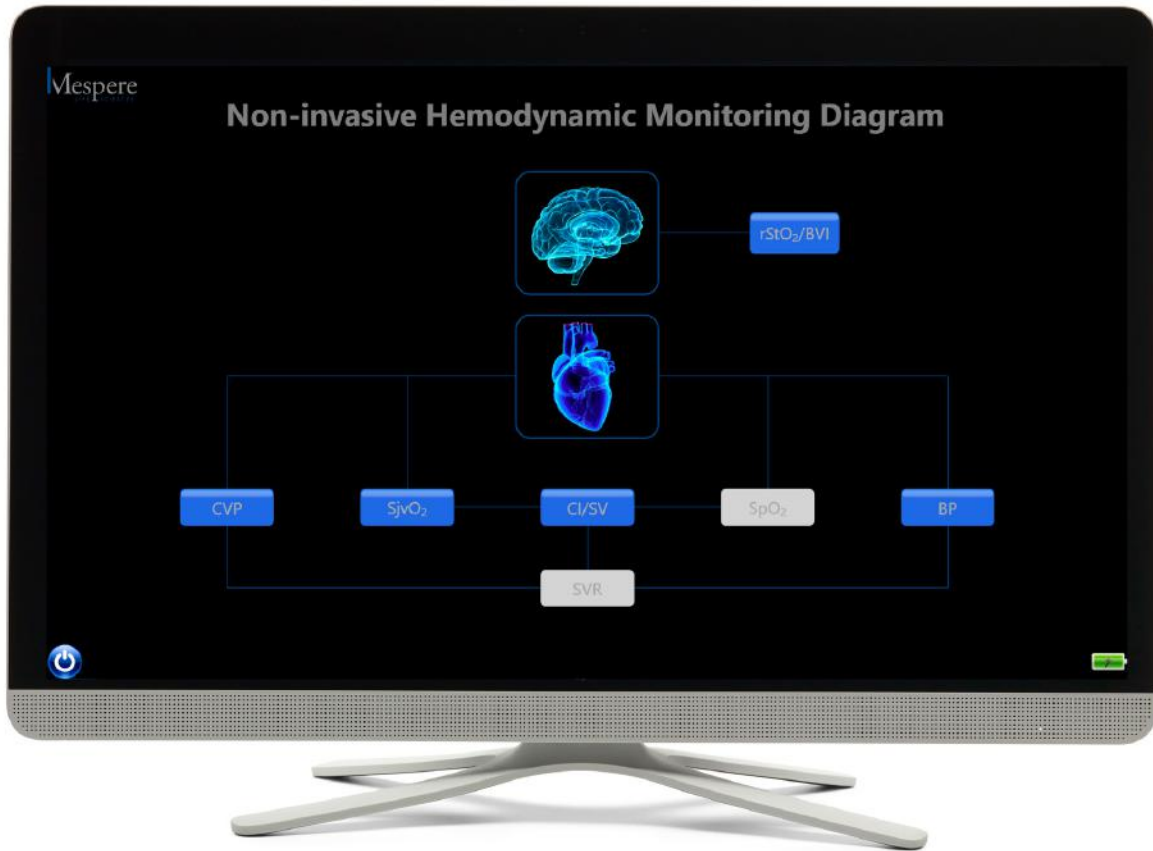 Mespere
Non-invasive Hemodynamic Monitoring Diagram
rStO₂/BVI
CVP
SjvO₂
CI/SV
SpO₂
BP
SVR